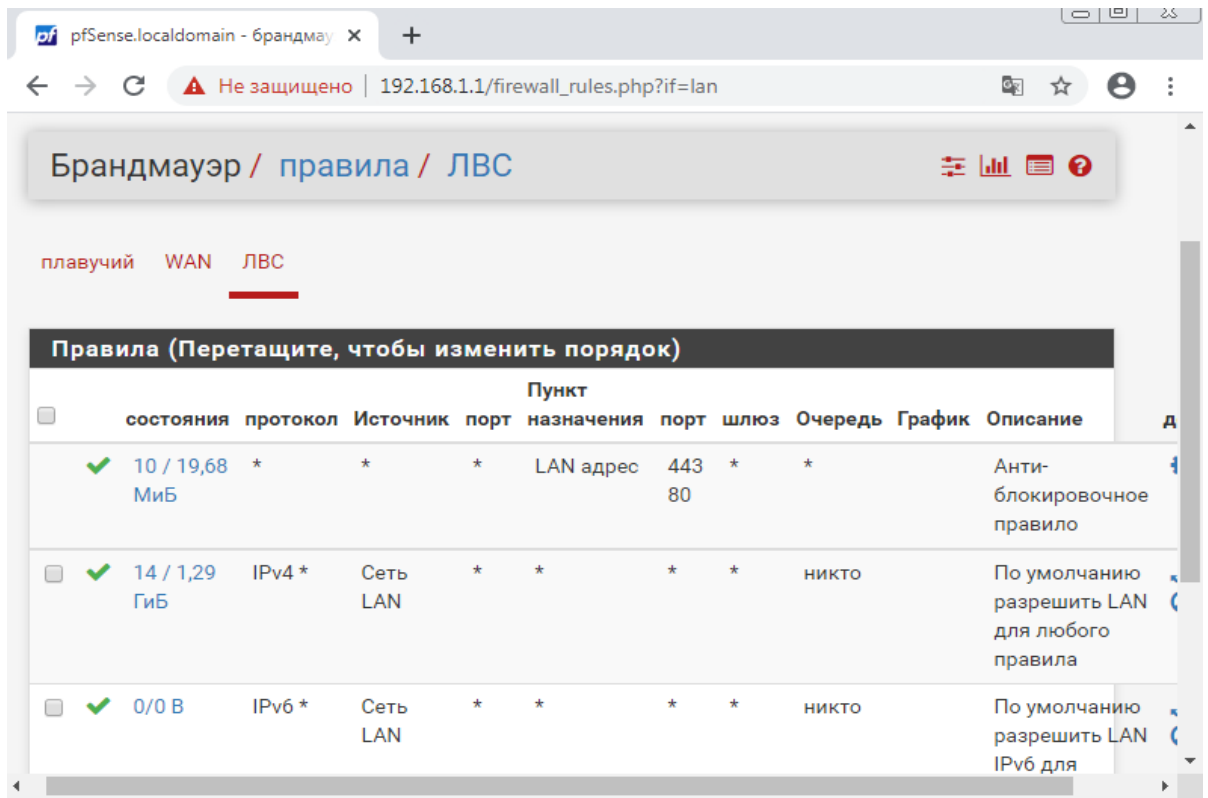 pf pfSense.localdomain - брандмау
Не защищено | 192.168.1.1/firewall_rules.php?if=lan
Брандмауэр / правила / ЛВС
плавучий WAN ЛВС
Правила (Перетащите, чтобы изменить порядок)
Пункт
состояния протокол Источник порт назначения порт шлюз Очередь График Описание
10 / 19,68 * * * LAN адрес 443 * * Анти-
МиБ 80 блокировочное
правило
14 / 1,29 IPv4 * Сеть * * * * никто По умолчанию
ГиБ LAN разрешить LAN
для любого
правила
0/0 В IPv6 * Сеть * * * * никто По умолчанию
LAN разрешить LAN
IPv6 для